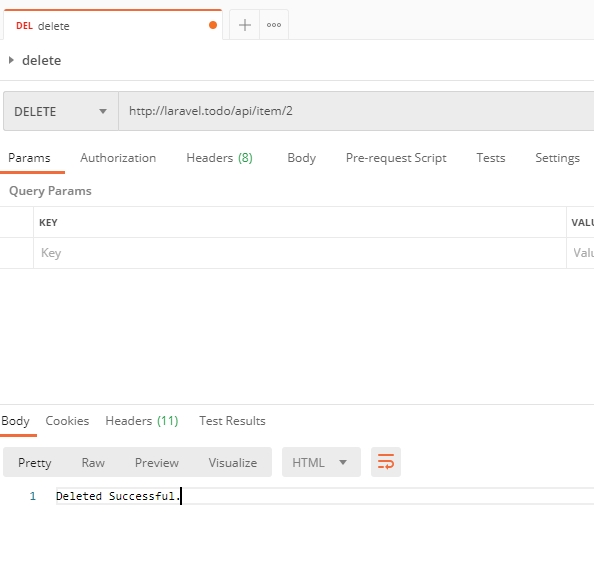 DEL delete
delete
DELETE http://laravel.todo/api/item/2
Params Authorization Headers (8) Body Pre-request Script Tests Settings
Query Params
KEY VALU
Key Valu
Body Cookies Headers (11) Test Results
Pretty Raw Preview Visualize HTML
1 Deleted Successful.